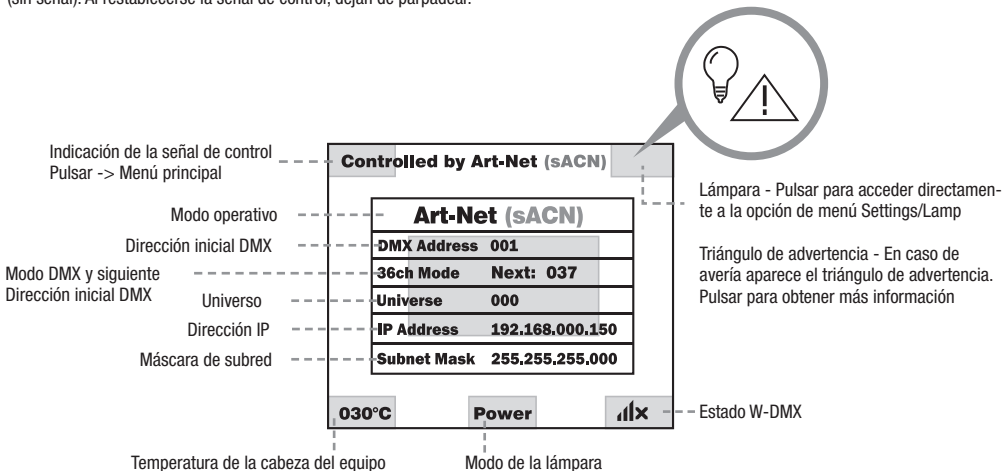 (sin señal). Al restablecerse la señal de control, dejan de parpadear.
Indicación de la señal de control
Pulsar -> Menú principal
Controlled by Art-Net (sACN)
Lámpara - Pulsar para acceder directamen-
te a la opción de menú Settings/Lamp
Triángulo de advertencia - En caso de
avería aparece el triángulo de advertencia.
Pulsar para obtener más información
Modo operativo
Art-Net (sACN)
Dirección inicial DMX
DMX Address 001
Modo DMX y siguiente
Dirección inicial DMX
36ch Mode Next: 037
Universo
Universe 000
Dirección IP
IP Address 192.168.000.150
Máscara de subred
Subnet Mask 255.255.255.000
030°C
Power
x
Estado W-DMX
Temperatura de la cabeza del equipo
Modo de la lámpara